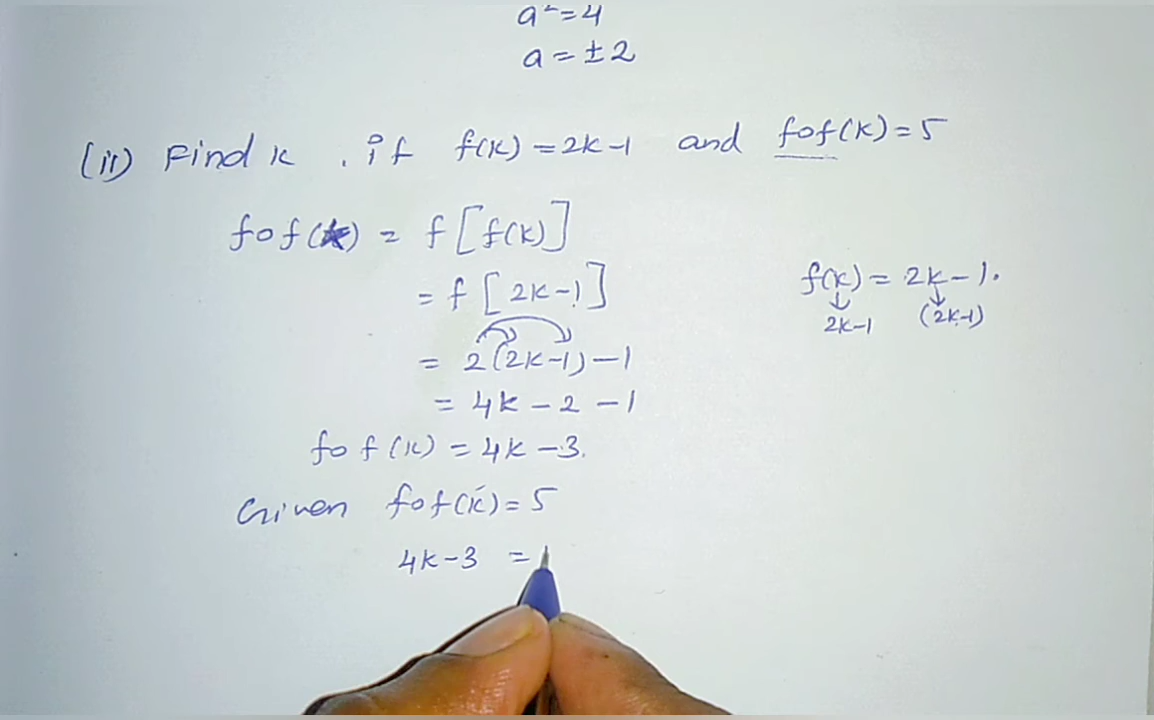 a²=4
a=±2
(ii) Find k , if f(k)=2k-1 and fof(k)=5
fof(k) = f[f(k)]
= f[2k-1]
f(k) = 2k-1.
2k-1 (2k-1)
= 2(2k-1)-1
= 4k-2-1
fof(k) = 4k-3.
Given fof(k)=5
4k-3 =